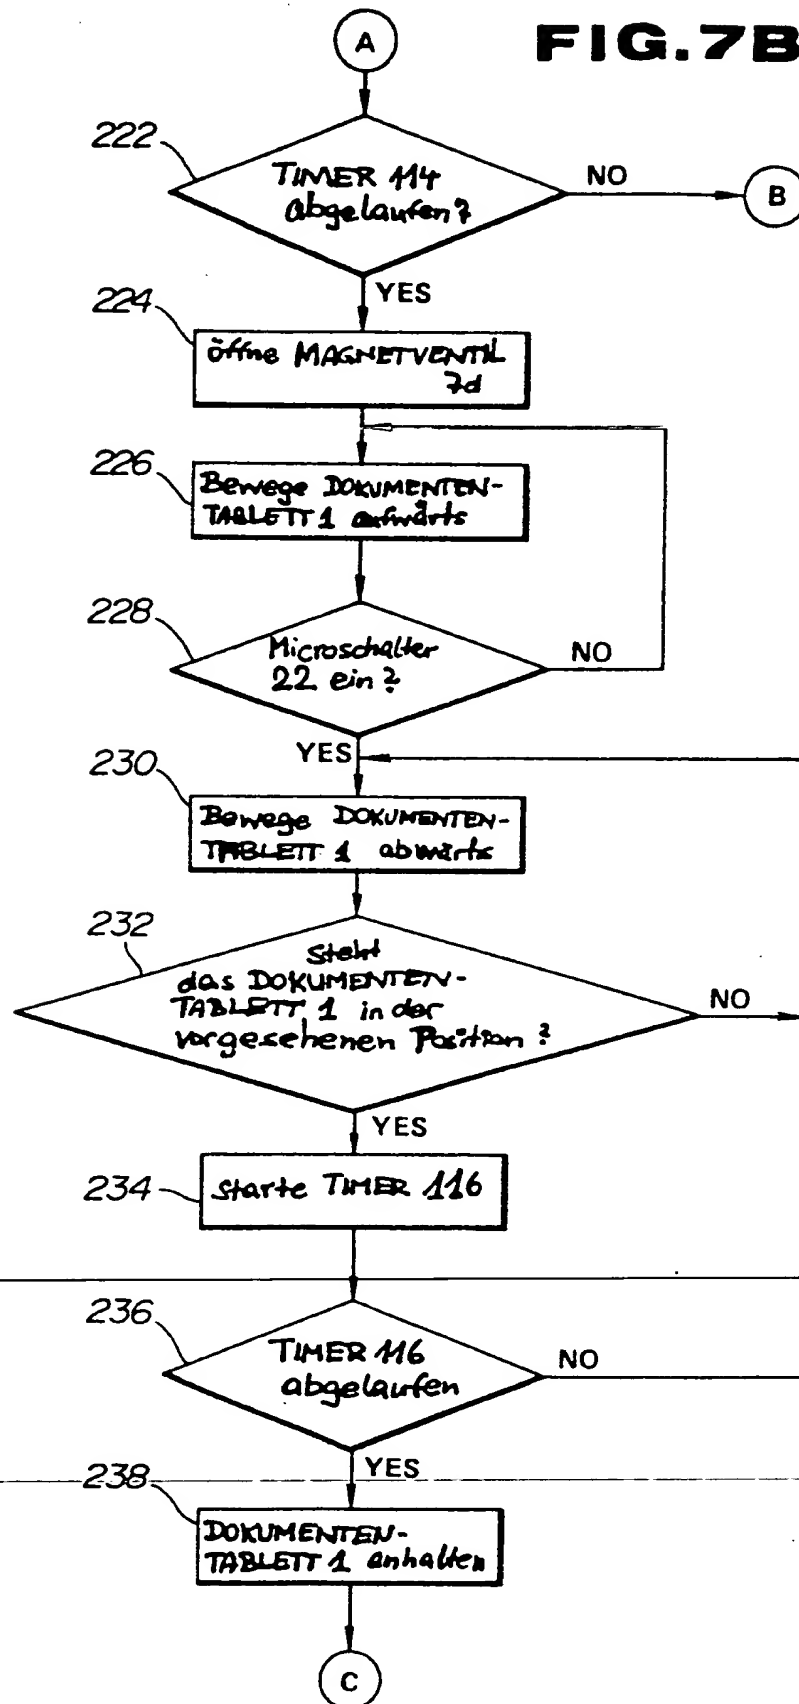 FIG. 7B
A
222
TIMER 114
abgelaufen?
NO
B
YES
224
öffne MAGNETVENTIL
7d
226
Bewege DOKUMENTEN-
TABLETT 1 aufwärts
228
Microschalter
22 ein?
NO
YES
230
Bewege DOKUMENTEN-
TABLETT 1 abwärts
232
steht
das DOKUMENTEN-
TABLETT 1 in der
vorgesehenen Position?
NO
YES
234
starte TIMER 116
236
TIMER 116
abgelaufen
NO
YES
238
DOKUMENTEN-
TABLETT 1 anhalten
C